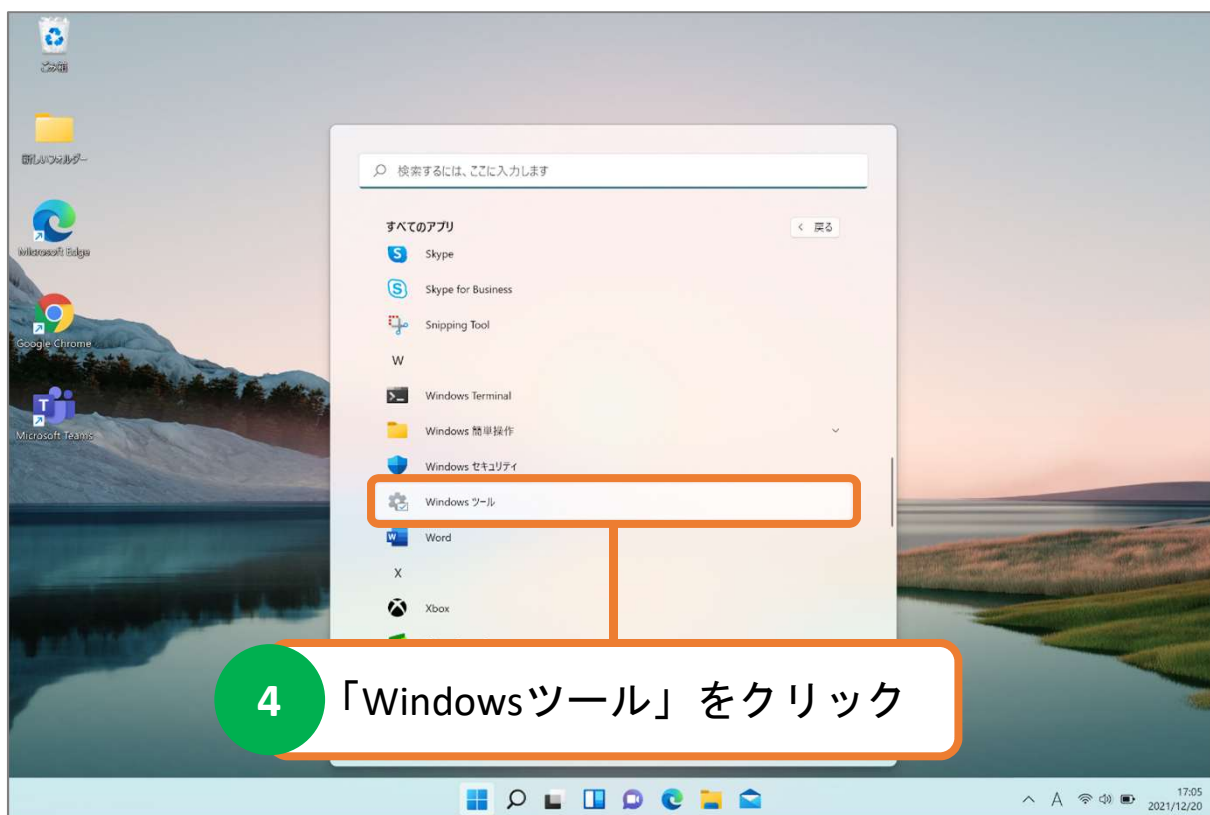 ごみ箱
新しいフォルダー
Microsoft Edge
Google Chrome
Microsoft Teams
検索するには、ここに入力します
すべてのアプリ
< 戻る
Skype
Skype for Business
Snipping Tool
W
Windows Terminal
Windows 簡単操作
Windows セキュリティ
Windows ツール
Word
X
Xbox
4
「Windowsツール」をクリック
A
17:05
2021/12/20